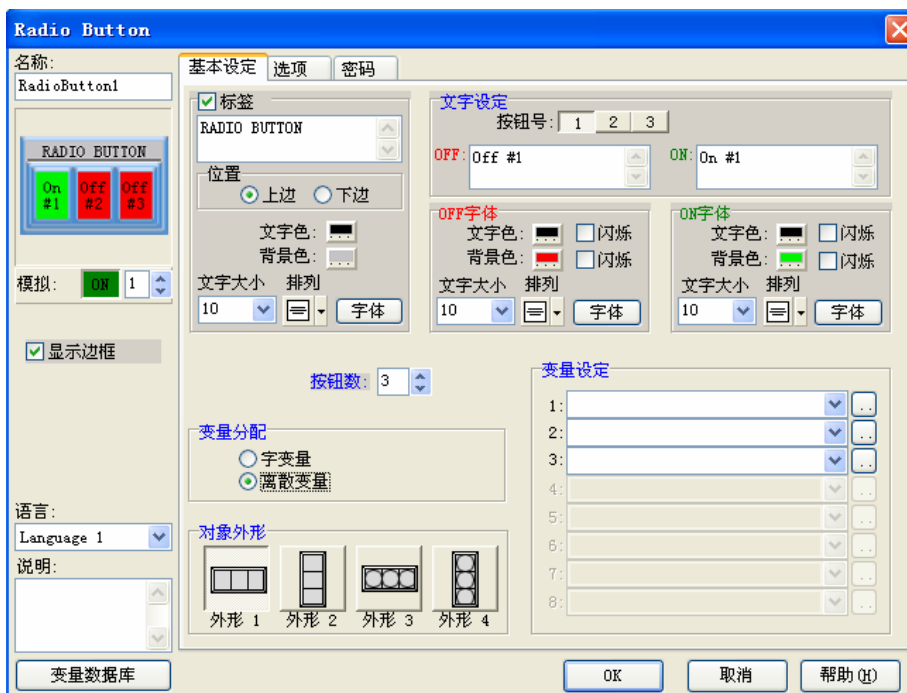 Radio Button
名称:
RadioButton1
RADIO BUTTON
On #1
Off #2
Off #3
模拟: ON 1
显示边框
语言:
Language 1
说明:
变量数据库
基本设定 选项 密码
标签
RADIO BUTTON
位置
上边 下边
文字色: ...
背景色: ...
文字大小 排列
10 字体
文字设定
按钮号: 1 2 3
OFF: Off #1 ON: On #1
OFF字体
文字色: ... 闪烁
背景色: ... 闪烁
文字大小 排列
10 字体
ON字体
文字色: ... 闪烁
背景色: ... 闪烁
文字大小 排列
10 字体
按钮数: 3
变量分配
字变量
离散变量
对象外形
外形 1 外形 2 外形 3 外形 4
变量设定
1: ..
2: ..
3: ..
4: ..
5: ..
6: ..
7: ..
8: ..
OK 取消 帮助(H)